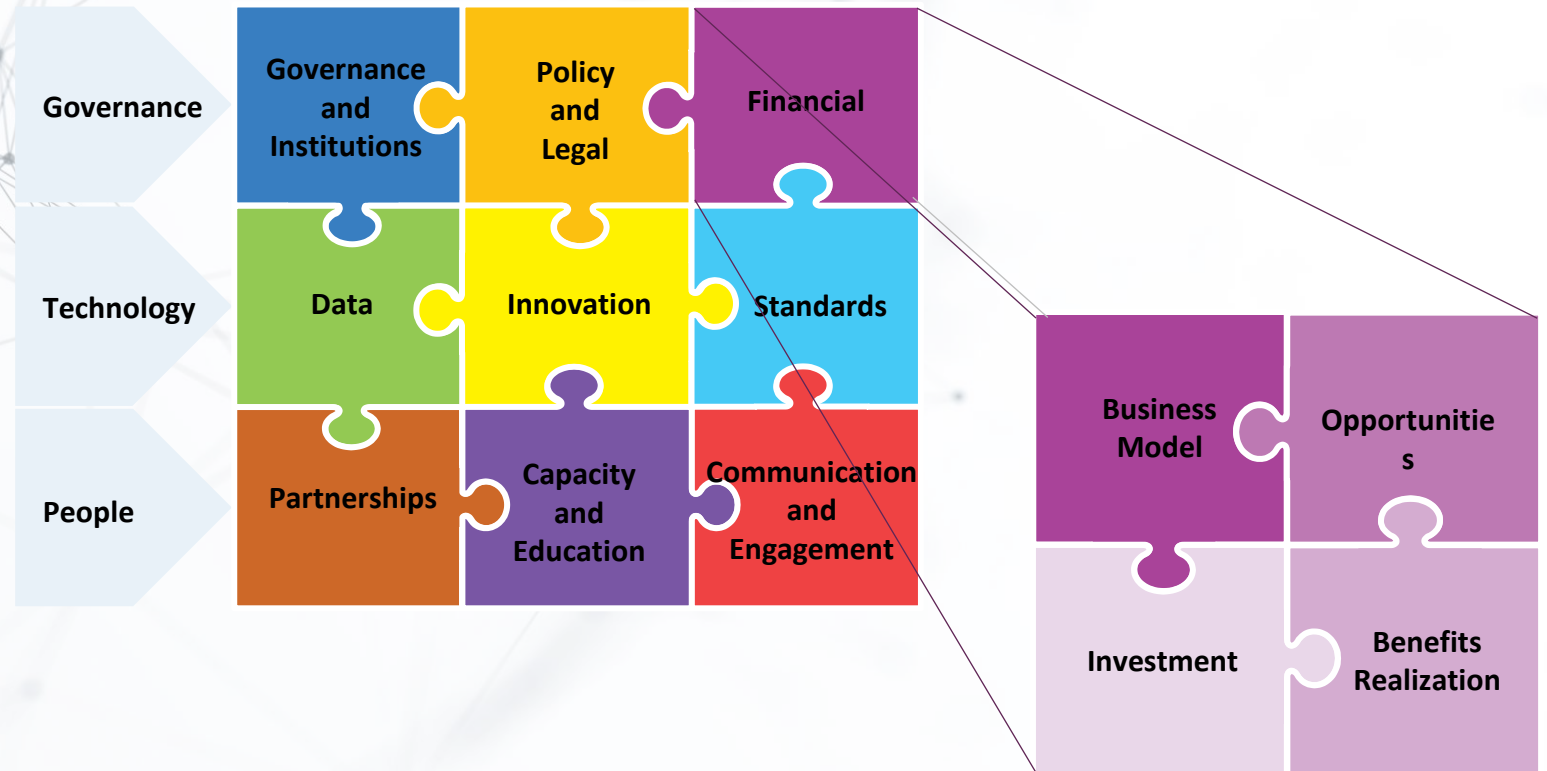 Governance
Governance
and
Institutions
Policy
and
Legal
Financial
Technology
Data
Innovation
Standards
People
Partnerships
Capacity
and
Education
Communication
and
Engagement
Business
Model
Opportunitie
s
Investment
Benefits
Realization